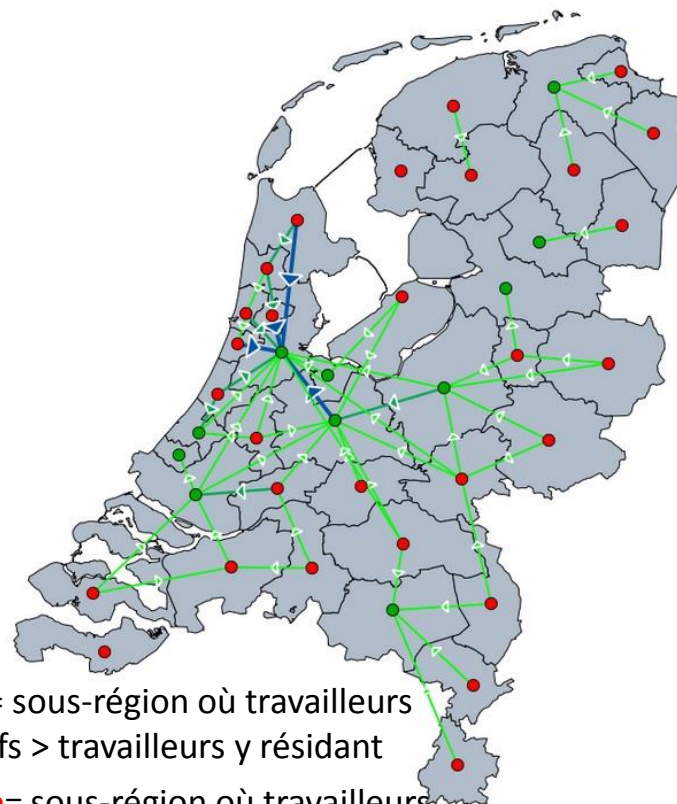 = sous-région où travailleurs
fs > travailleurs y résidant
= sous-région où travailleurs